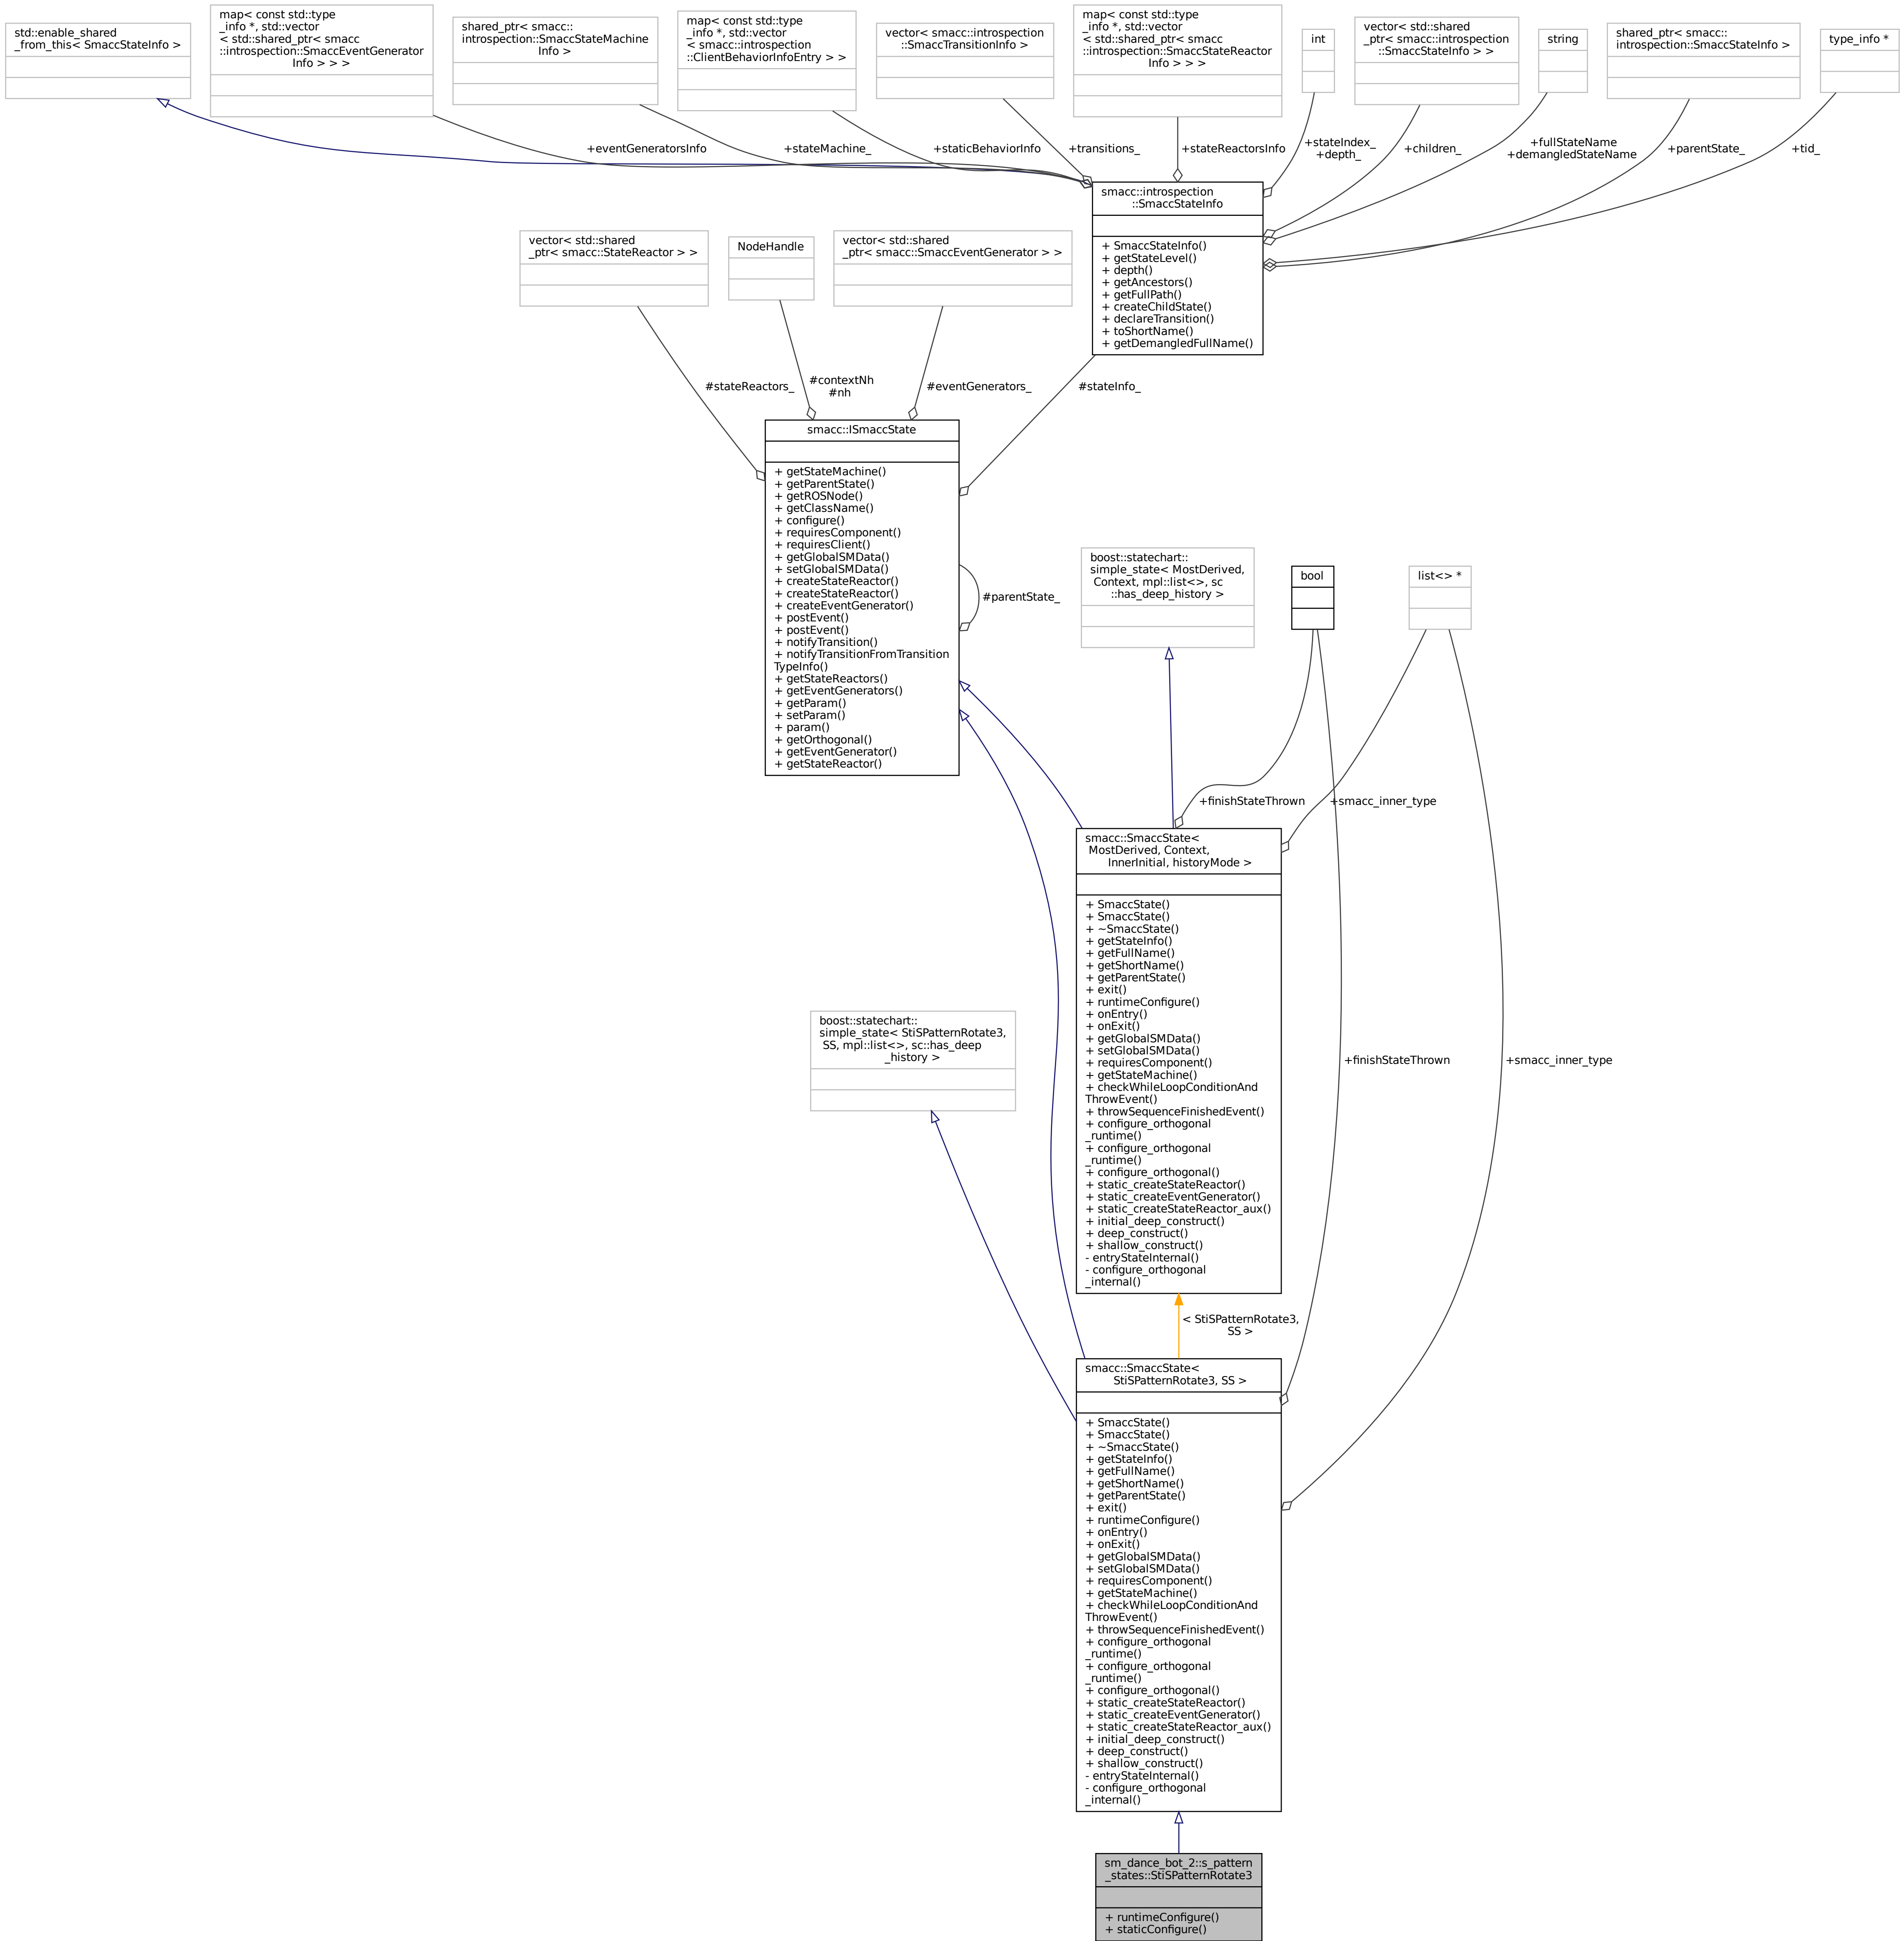 std::enable_shared
_from_this< SmaccStateInfo >
map< const std::type
_info *, std::vector
< std::shared_ptr< smacc
::introspection::SmaccEventGenerator
Info > > >
shared_ptr< smacc::
introspection::SmaccStateMachine
Info >
map< const std::type
_info *, std::vector
< smacc::introspection
::ClientBehaviorInfoEntry > >
vector< smacc::introspection
::SmaccTransitionInfo >
map< const std::type
_info *, std::vector
< std::shared_ptr< smacc
::introspection::SmaccStateReactor
Info > > >
int
vector< std::shared
_ptr< smacc::introspection
::SmaccStateInfo > >
string
shared_ptr< smacc::
introspection::SmaccStateInfo >
type_info *
+eventGeneratorsInfo
+stateMachine_
+staticBehaviorInfo
+transitions_
+stateReactorsInfo
+stateIndex_
+depth_
+children_
+fullStateName
+demangledStateName
+parentState_
+tid_
smacc::introspection
::SmaccStateInfo
+ SmaccStateInfo()
+ getStateLevel()
+ depth()
+ getAncestors()
+ getFullPath()
+ createChildState()
+ declareTransition()
+ toShortName()
+ getDemangledFullName()
vector< std::shared
_ptr< smacc::StateReactor > >
NodeHandle
vector< std::shared
_ptr< smacc::SmaccEventGenerator > >
#stateReactors_
#contextNh
#nh
#eventGenerators_
#stateInfo_
smacc::ISmaccState
+ getStateMachine()
+ getParentState()
+ getROSNode()
+ getClassName()
+ configure()
+ requiresComponent()
+ requiresClient()
+ getGlobalSMData()
+ setGlobalSMData()
+ createStateReactor()
+ createStateReactor()
+ createEventGenerator()
+ postEvent()
+ postEvent()
+ notifyTransition()
+ notifyTransitionFromTransition
TypeInfo()
+ getStateReactors()
+ getEventGenerators()
+ getParam()
+ setParam()
+ param()
+ getOrthogonal()
+ getEventGenerator()
+ getStateReactor()
#parentState_
boost::statechart::
simple_state< MostDerived,
Context, mpl::list<>, sc
::has_deep_history >
bool
list<> *
+finishStateThrown
+smacc_inner_type
smacc::SmaccState<
MostDerived, Context,
InnerInitial, historyMode >
+ SmaccState()
+ SmaccState()
+ ~SmaccState()
+ getStateInfo()
+ getFullName()
+ getShortName()
+ getParentState()
+ exit()
+ runtimeConfigure()
+ onEntry()
+ onExit()
+ getGlobalSMData()
+ setGlobalSMData()
+ requiresComponent()
+ getStateMachine()
+ checkWhileLoopConditionAnd
ThrowEvent()
+ throwSequenceFinishedEvent()
+ configure_orthogonal
_runtime()
+ configure_orthogonal
_runtime()
+ configure_orthogonal()
+ static_createStateReactor()
+ static_createEventGenerator()
+ static_createStateReactor_aux()
+ initial_deep_construct()
+ deep_construct()
+ shallow_construct()
- entryStateInternal()
- configure_orthogonal
_internal()
boost::statechart::
simple_state< StiSPatternRotate3,
SS, mpl::list<>, sc::has_deep
_history >
+finishStateThrown
+smacc_inner_type
< StiSPatternRotate3,
SS >
smacc::SmaccState<
StiSPatternRotate3, SS >
+ SmaccState()
+ SmaccState()
+ ~SmaccState()
+ getStateInfo()
+ getFullName()
+ getShortName()
+ getParentState()
+ exit()
+ runtimeConfigure()
+ onEntry()
+ onExit()
+ getGlobalSMData()
+ setGlobalSMData()
+ requiresComponent()
+ getStateMachine()
+ checkWhileLoopConditionAnd
ThrowEvent()
+ throwSequenceFinishedEvent()
+ configure_orthogonal
_runtime()
+ configure_orthogonal
_runtime()
+ configure_orthogonal()
+ static_createStateReactor()
+ static_createEventGenerator()
+ static_createStateReactor_aux()
+ initial_deep_construct()
+ deep_construct()
+ shallow_construct()
- entryStateInternal()
- configure_orthogonal
_internal()
sm_dance_bot_2::s_pattern
_states::StiSPatternRotate3
+ runtimeConfigure()
+ staticConfigure()